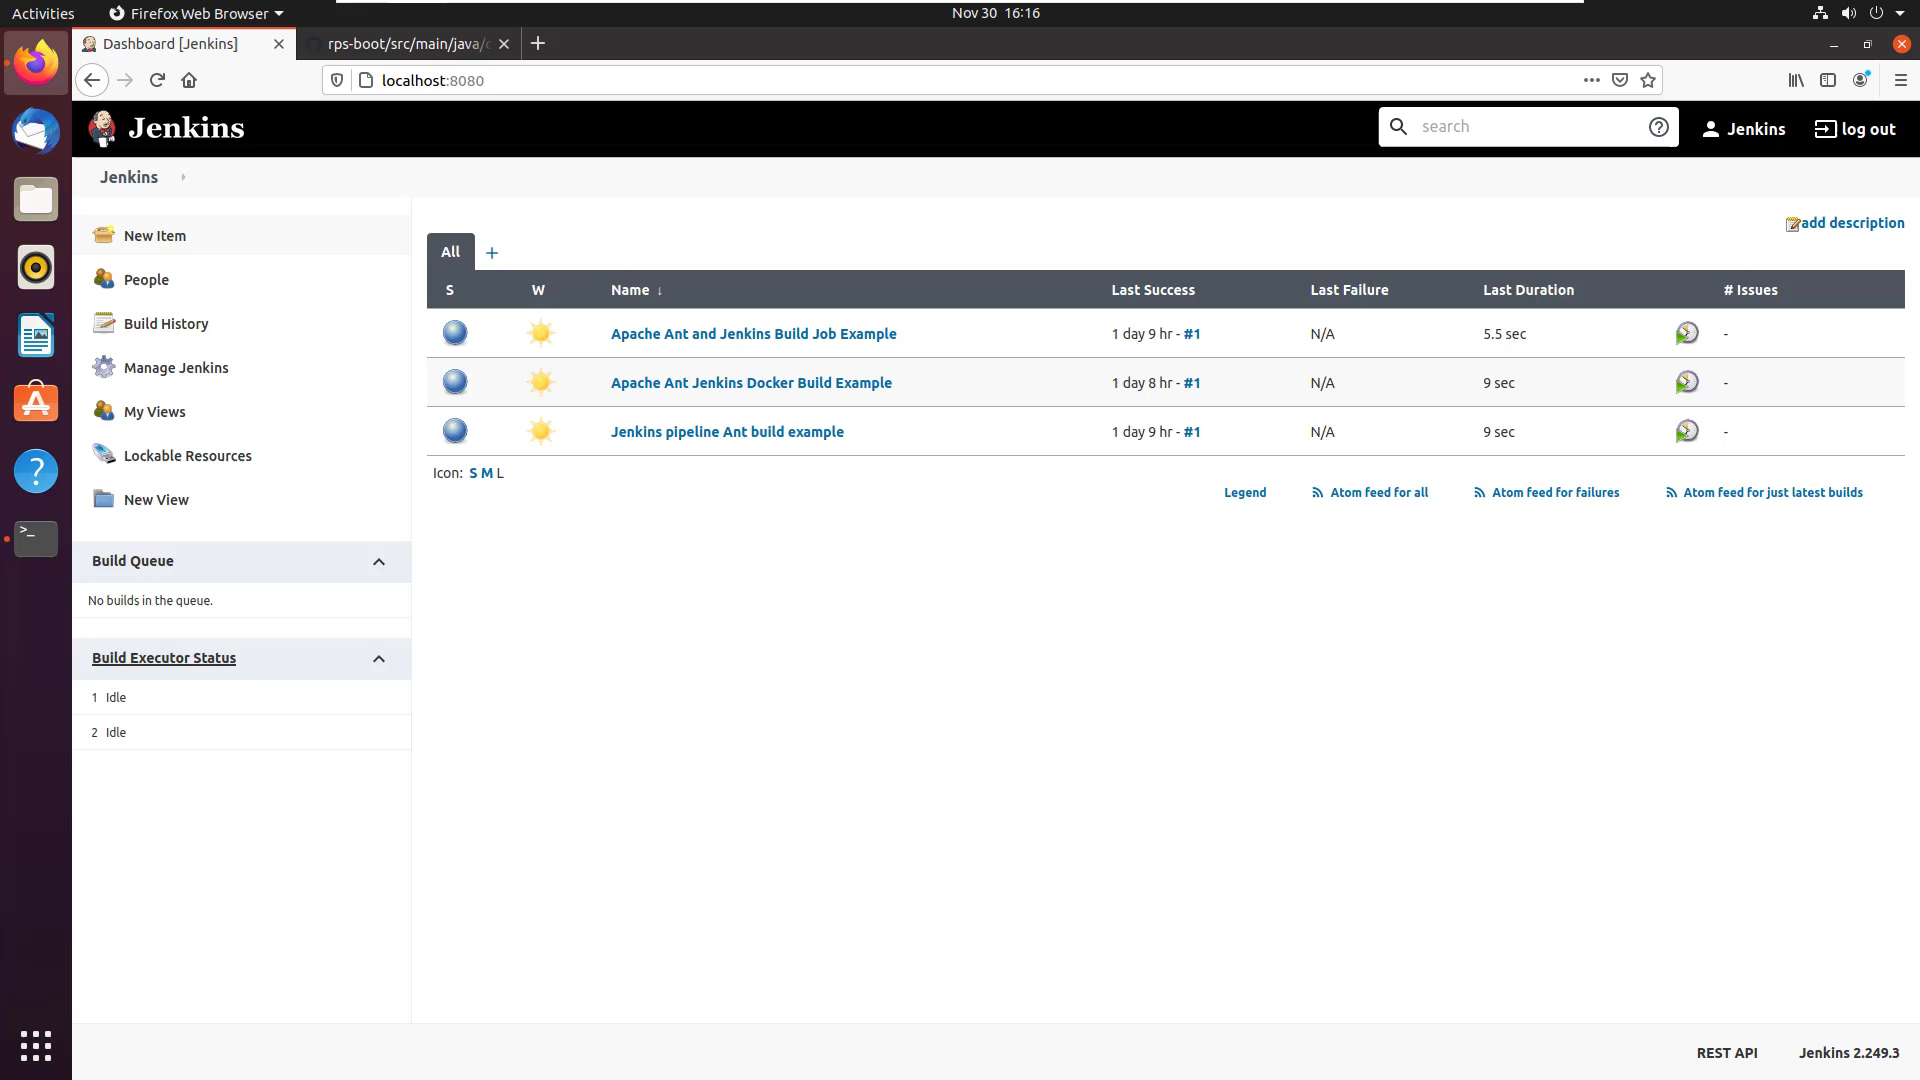 Activities
Firefox Web Browser
Nov 30 16:16
Dashboard [Jenkins]
rps-boot/src/main/java/
localhost:8080
Jenkins
search
Jenkins
log out
Jenkins
New Item
People
Build History
Manage Jenkins
My Views
Lockable Resources
New View
Build Queue
No builds in the queue.
Build Executor Status
1 Idle
2 Idle
add description
All +
S W Name ↓ Last Success Last Failure Last Duration # Issues
Apache Ant and Jenkins Build Job Example 1 day 9 hr - #1 N/A 5.5 sec -
Apache Ant Jenkins Docker Build Example 1 day 8 hr - #1 N/A 9 sec -
Jenkins pipeline Ant build example 1 day 9 hr - #1 N/A 9 sec -
Icon: S M L
Legend Atom feed for all Atom feed for failures Atom feed for just latest builds
REST API Jenkins 2.249.3